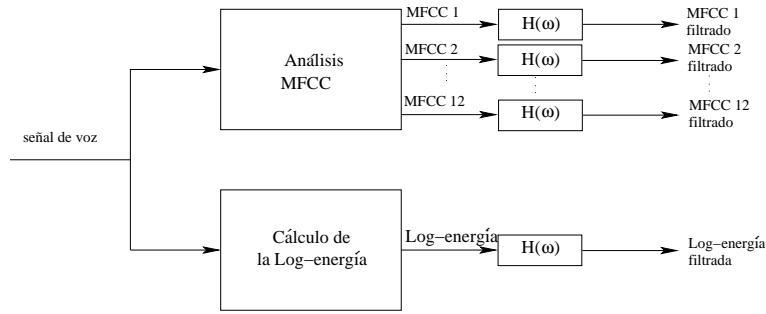 MFCC 1
H(ω)
MFCC 1
filtrado
MFCC 2
H(ω)
MFCC 2
filtrado
Análisis
MFCC
MFCC 12
H(ω)
MFCC 12
filtrado
señal de voz
Cálculo de
la Log−energía
Log−energía
H(ω)
Log−energía
filtrada